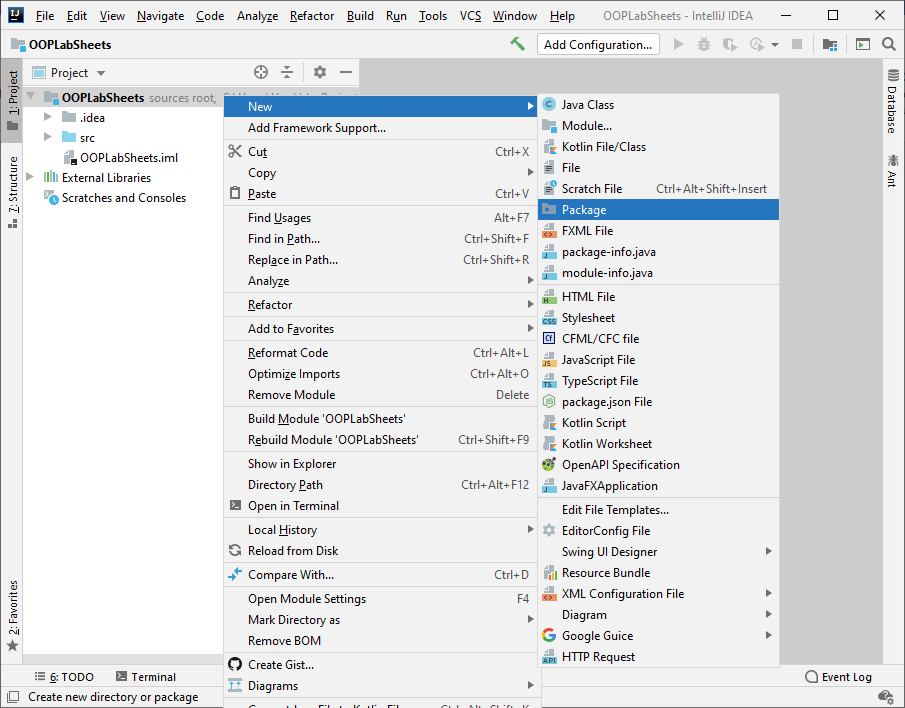 IJ File Edit View Navigate Code Analyze Refactor Build Run Tools VCS Window Help OOPLabSheets - IntelliJ IDEA
OOPLabSheets
Add Configuration...
1: Project
7: Structure
2: Favorites
Project
OOPLabSheets sources root,
.idea
src
OOPLabSheets.iml
External Libraries
Scratches and Consoles
New
Add Framework Support...
Cut Ctrl+X
Copy
Paste Ctrl+V
Find Usages Alt+F7
Find in Path... Ctrl+Shift+F
Replace in Path... Ctrl+Shift+R
Analyze
Refactor
Add to Favorites
Reformat Code Ctrl+Alt+L
Optimize Imports Ctrl+Alt+O
Remove Module Delete
Build Module 'OOPLabSheets'
Rebuild Module 'OOPLabSheets' Ctrl+Shift+F9
Show in Explorer
Directory Path Ctrl+Alt+F12
Open in Terminal
Local History
Reload from Disk
Compare With... Ctrl+D
Open Module Settings F4
Mark Directory as
Remove BOM
Create Gist...
Diagrams
Java Class
Module...
Kotlin File/Class
File
Scratch File Ctrl+Alt+Shift+Insert
Package
FXML File
package-info.java
module-info.java
HTML File
Stylesheet
CFML/CFC file
JavaScript File
TypeScript File
package.json File
Kotlin Script
Kotlin Worksheet
OpenAPI Specification
JavaFXApplication
Edit File Templates...
EditorConfig File
Swing UI Designer
Resource Bundle
XML Configuration File
Diagram
Google Guice
HTTP Request
Database
Ant
6: TODO
Terminal
Event Log
Create new directory or package